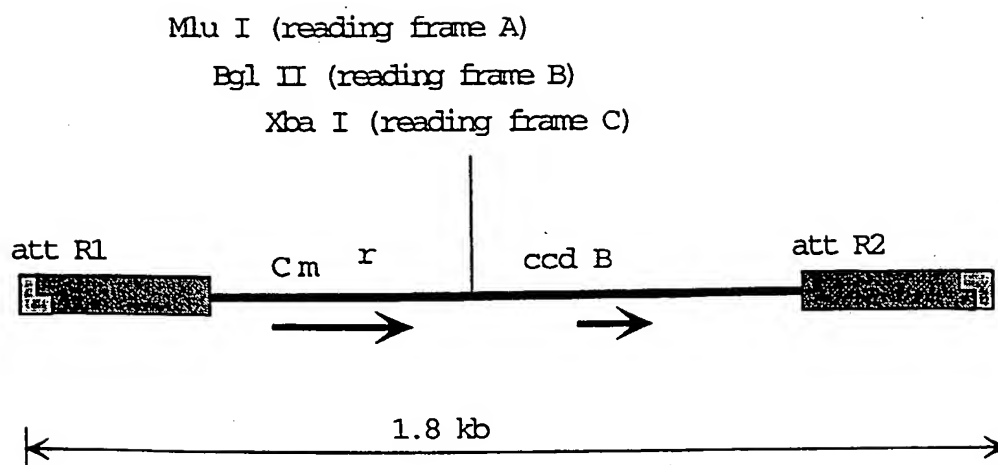 Mlu I (reading frame A)
Bgl II (reading frame B)
Xba I (reading frame C)
att R1
Cm r
ccd B
att R2
1.8 kb